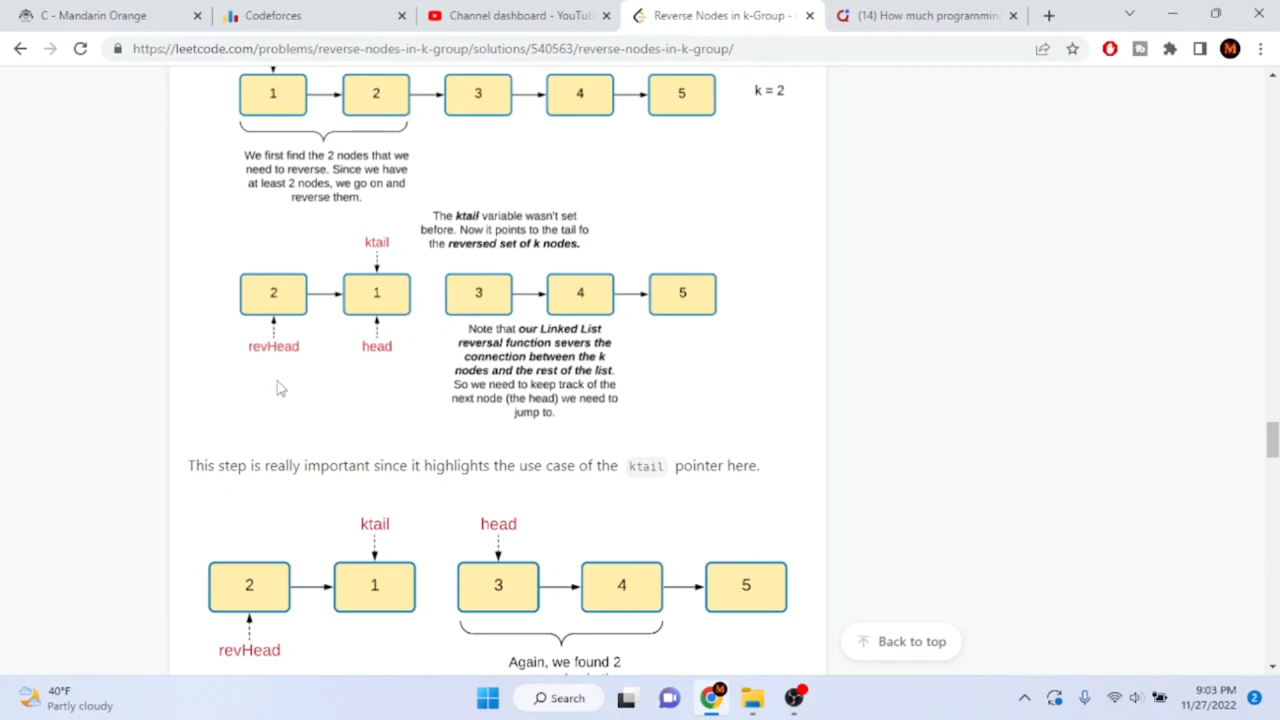 C - Mandarin Orange
Codeforces
Channel dashboard - YouTub
Reverse Nodes in k-Group -
(14) How much programmin
https://leetcode.com/problems/reverse-nodes-in-k-group/solutions/540563/reverse-nodes-in-k-group/
M
1 2 3 4 5
k = 2
We first find the 2 nodes that we
need to reverse. Since we have
at least 2 nodes, we go on and
reverse them.
The ktail variable wasn't set
before. Now it points to the tail fo
the reversed set of k nodes.
ktail
2 1 3 4 5
revHead head
Note that our Linked List
reversal function severs the
connection between the k
nodes and the rest of the list.
So we need to keep track of the
next node (the head) we need to
jump to.
This step is really important since it highlights the use case of the ktail pointer here.
ktail head
2 1 3 4 5
revHead
Again, we found 2
Back to top
40°F
Partly cloudy
Search
M
9:03 PM
11/27/2022
2